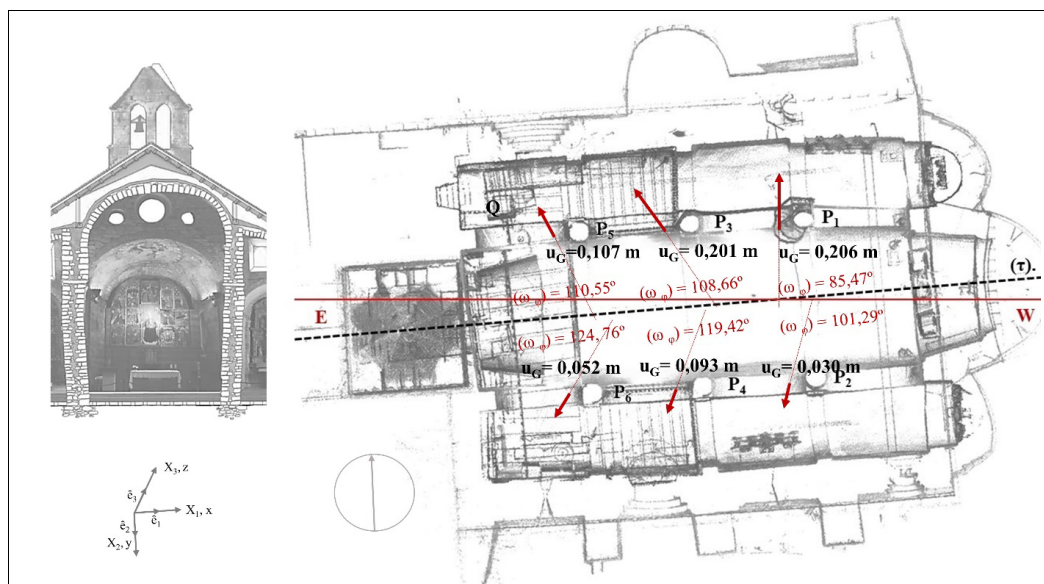 Q
P₅
P₃
P₁
u_G=0,107 m
u_G=0,201 m
u_G=0,206 m
(τ).
(ω_φ) = 110,55º
(ω_φ) = 108,66º
(ω_φ) = 85,47º
E
W
(ω_φ) = 124,76º
(ω_φ) = 119,42º
(ω_φ) = 101,29º
u_G=0,052 m
u_G=0,093 m
u_G=0,030 m
P₆
P₄
P₂
X₃, z
ê₃
X₁, x
ê₁
ê₂
X₂, y